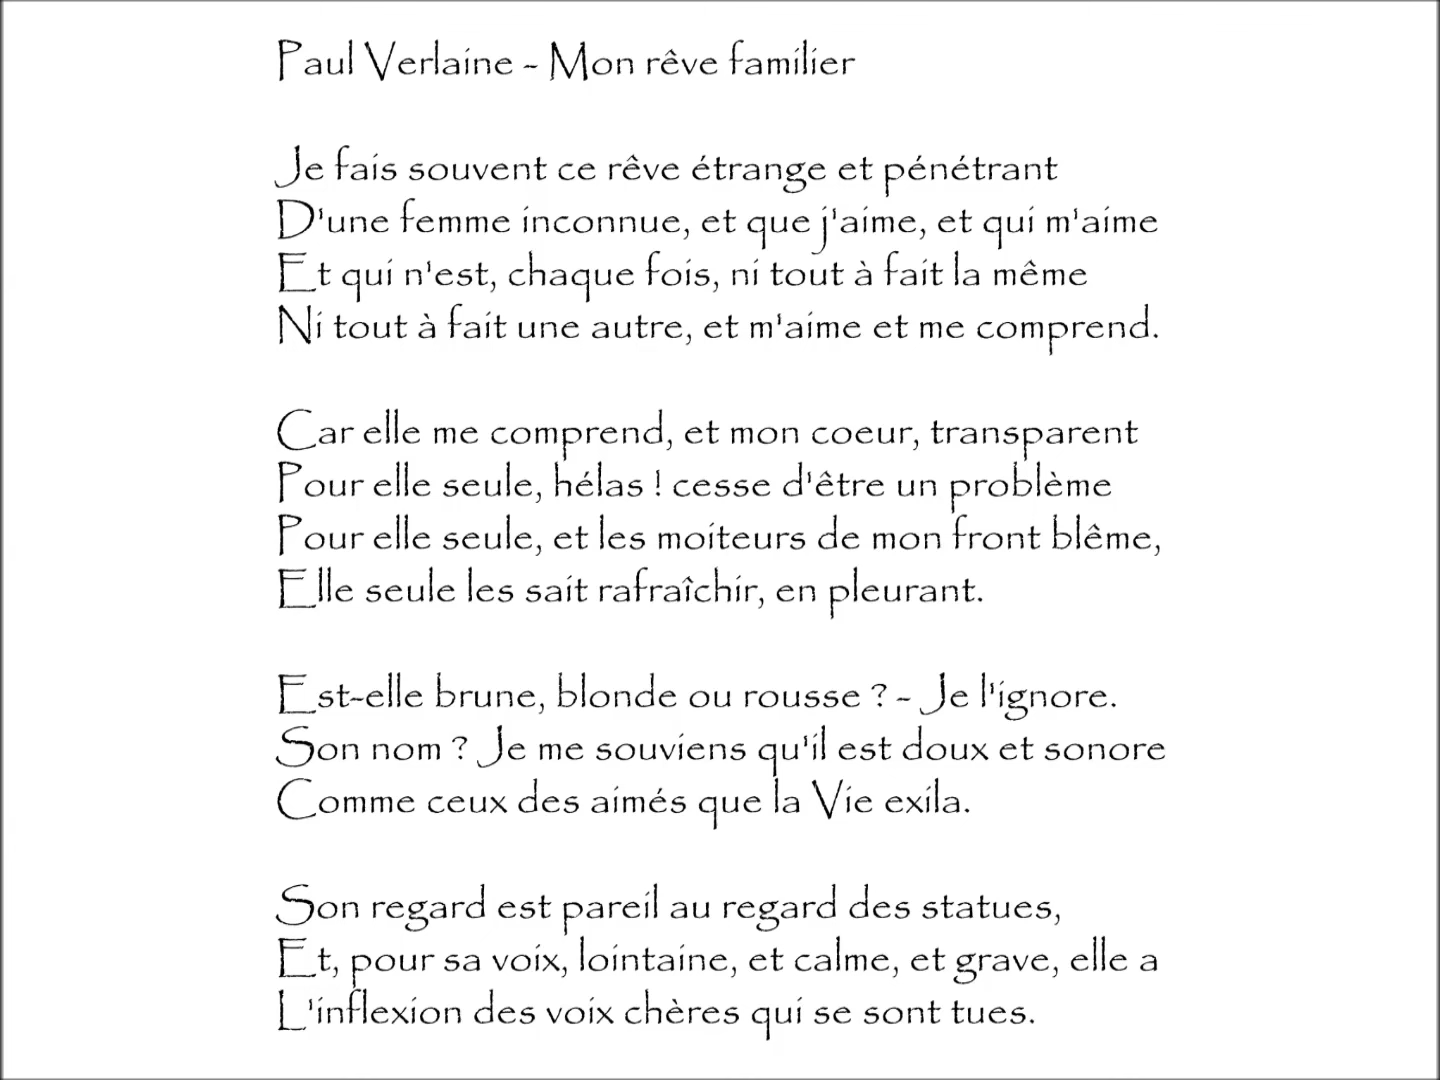 Paul Verlaine - Mon rêve familier
Je fais souvent ce rêve étrange et pénétrant
D'une femme inconnue, et que j'aime, et qui m'aime
Et qui n'est, chaque fois, ni tout à fait la même
Ni tout à fait une autre, et m'aime et me comprend.
Car elle me comprend, et mon coeur, transparent
Pour elle seule, hélas ! cesse d'être un problème
Pour elle seule, et les moiteurs de mon front blême,
Elle seule les sait rafraîchir, en pleurant.
Est-elle brune, blonde ou rousse ? - Je l'ignore.
Son nom ? Je me souviens qu'il est doux et sonore
Comme ceux des aimés que la Vie exila.
Son regard est pareil au regard des statues,
Et, pour sa voix, lointaine, et calme, et grave, elle a
L'inflexion des voix chères qui se sont tues.